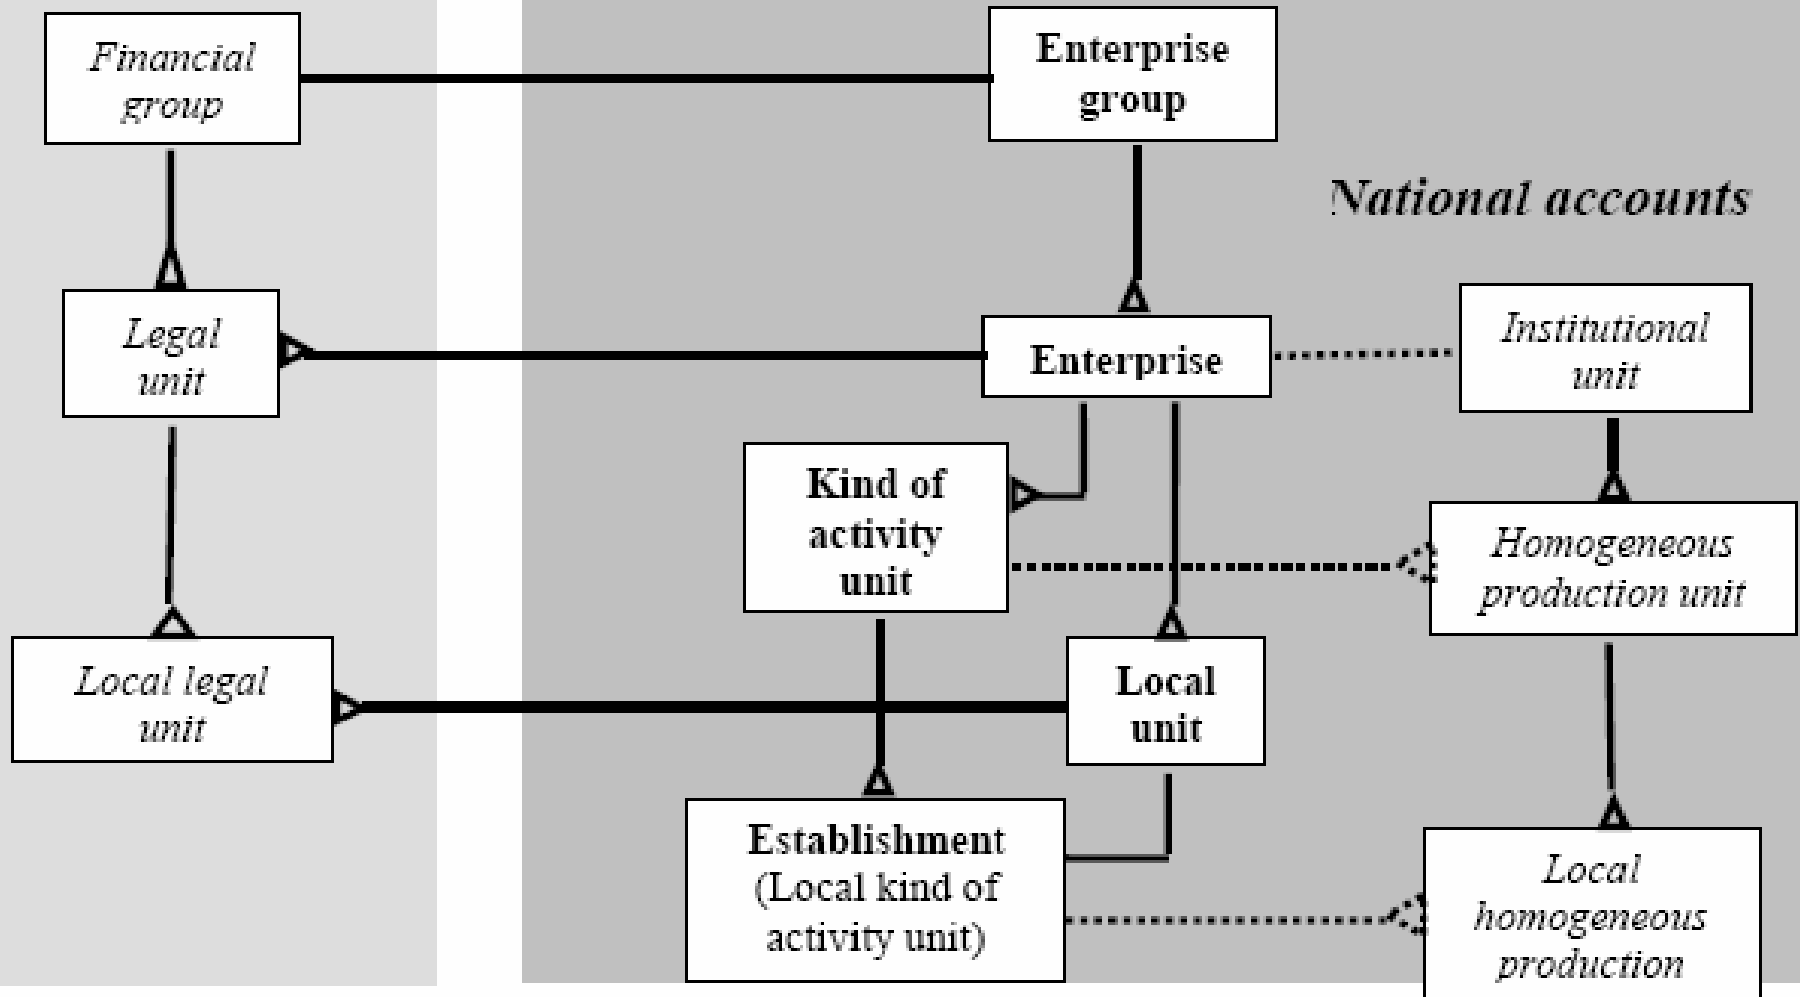 Financial
group
Enterprise
group
National accounts
Legal
unit
Enterprise
Institutional
unit
Kind of
activity
unit
Homogeneous
production unit
Local legal
unit
Local
unit
Establishment
(Local kind of
activity unit)
Local
homogeneous
production